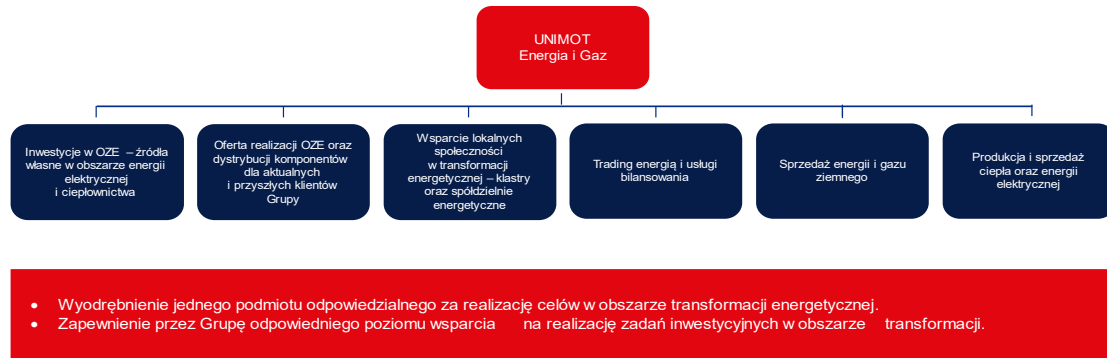 UNIMOT
Energia i Gaz
Inwestycje w OZE – źródła
własne w obszarze energii
elektrycznej
i ciepłownictwa
Oferta realizacji OZE oraz
dystrybucji komponentów
dla aktualnych
i przyszłych klientów
Grupy
Wsparcie lokalnych
społeczności
w transformacji
energetycznej – klastry
oraz spółdzielnie
energetyczne
Trading energią i usługi
bilansowania
Sprzedaż energii i gazu
ziemnego
Produkcja i sprzedaż
ciepła oraz energii
elektrycznej
• Wyodrębnienie jednego podmiotu odpowiedzialnego za realizację celów w obszarze transformacji energetycznej.
• Zapewnienie przez Grupę odpowiedniego poziomu wsparcia na realizację zadań inwestycyjnych w obszarze transformacji.